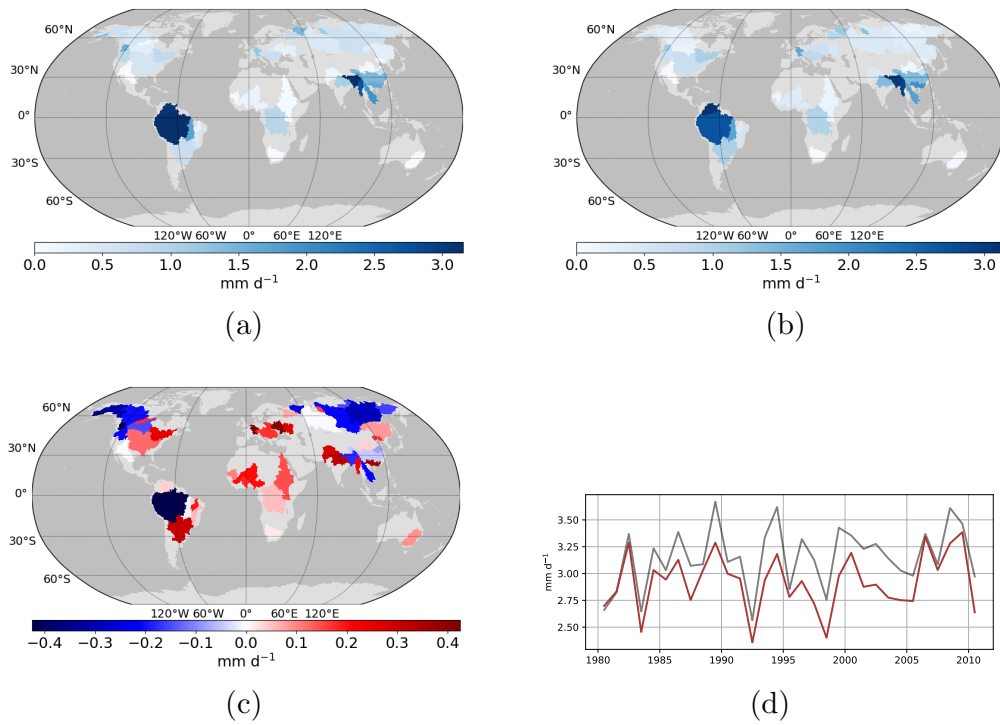 60°N
30°N
0°
30°S
60°S
120°W 60°W 0° 60°E 120°E
0.0 0.5 1.0 1.5 2.0 2.5 3.0
mm d⁻¹
(a)
60°N
30°N
0°
30°S
60°S
120°W 60°W 0° 60°E 120°E
0.0 0.5 1.0 1.5 2.0 2.5 3.0
mm d⁻¹
(b)
60°N
30°N
0°
30°S
60°S
120°W 60°W 0° 60°E 120°E
−0.4 −0.3 −0.2 −0.1 0.0 0.1 0.2 0.3 0.4
mm d⁻¹
(c)
3.50
3.25
3.00
2.75
2.50
mm d⁻¹
1980 1985 1990 1995 2000 2005 2010
(d)